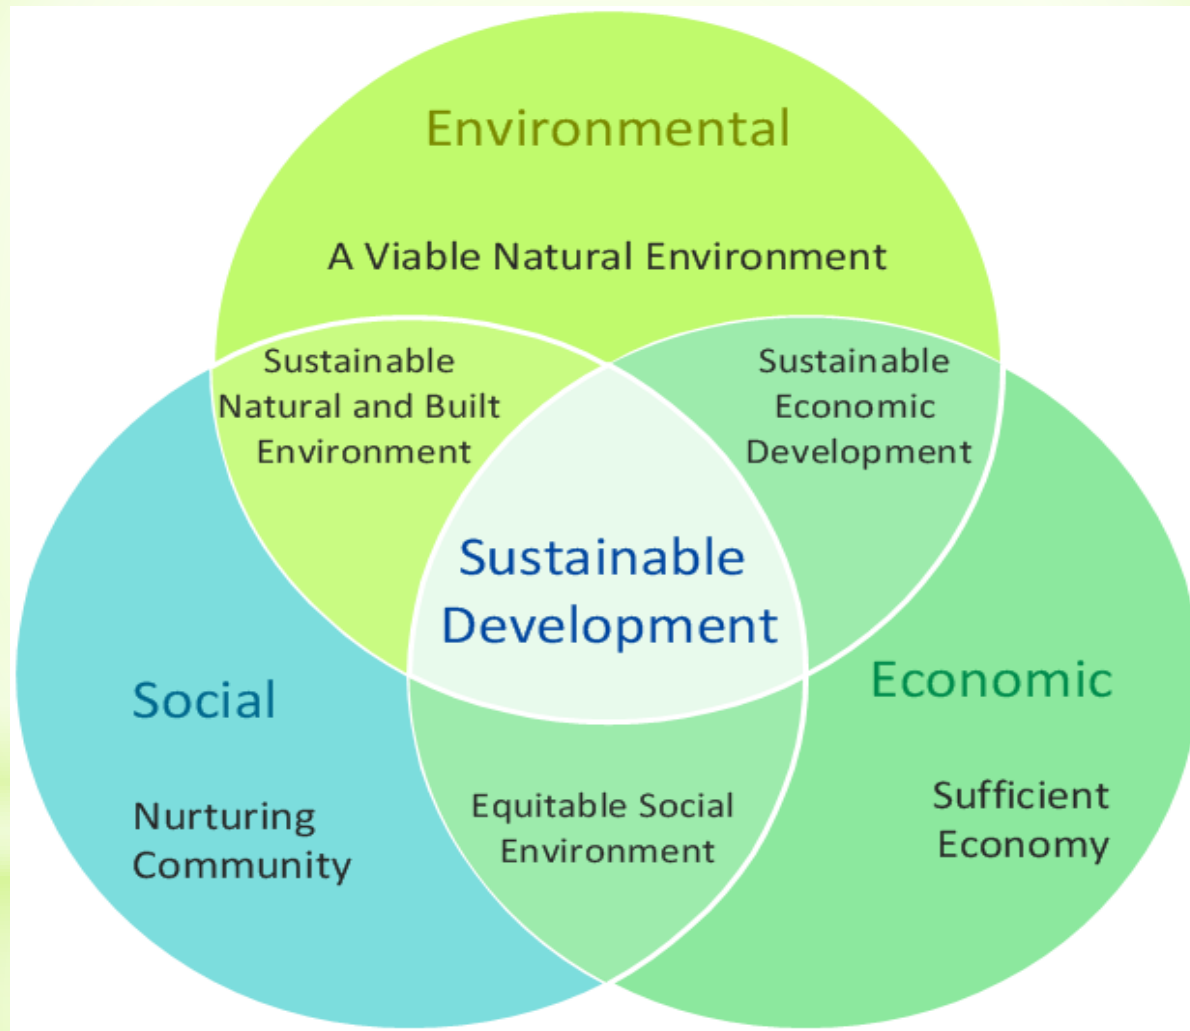 Environmental
A Viable Natural Environment
Sustainable
Natural and Built
Environment
Sustainable
Economic
Development
Sustainable
Development
Social
Nurturing
Community
Economic
Sufficient
Economy
Equitable Social
Environment